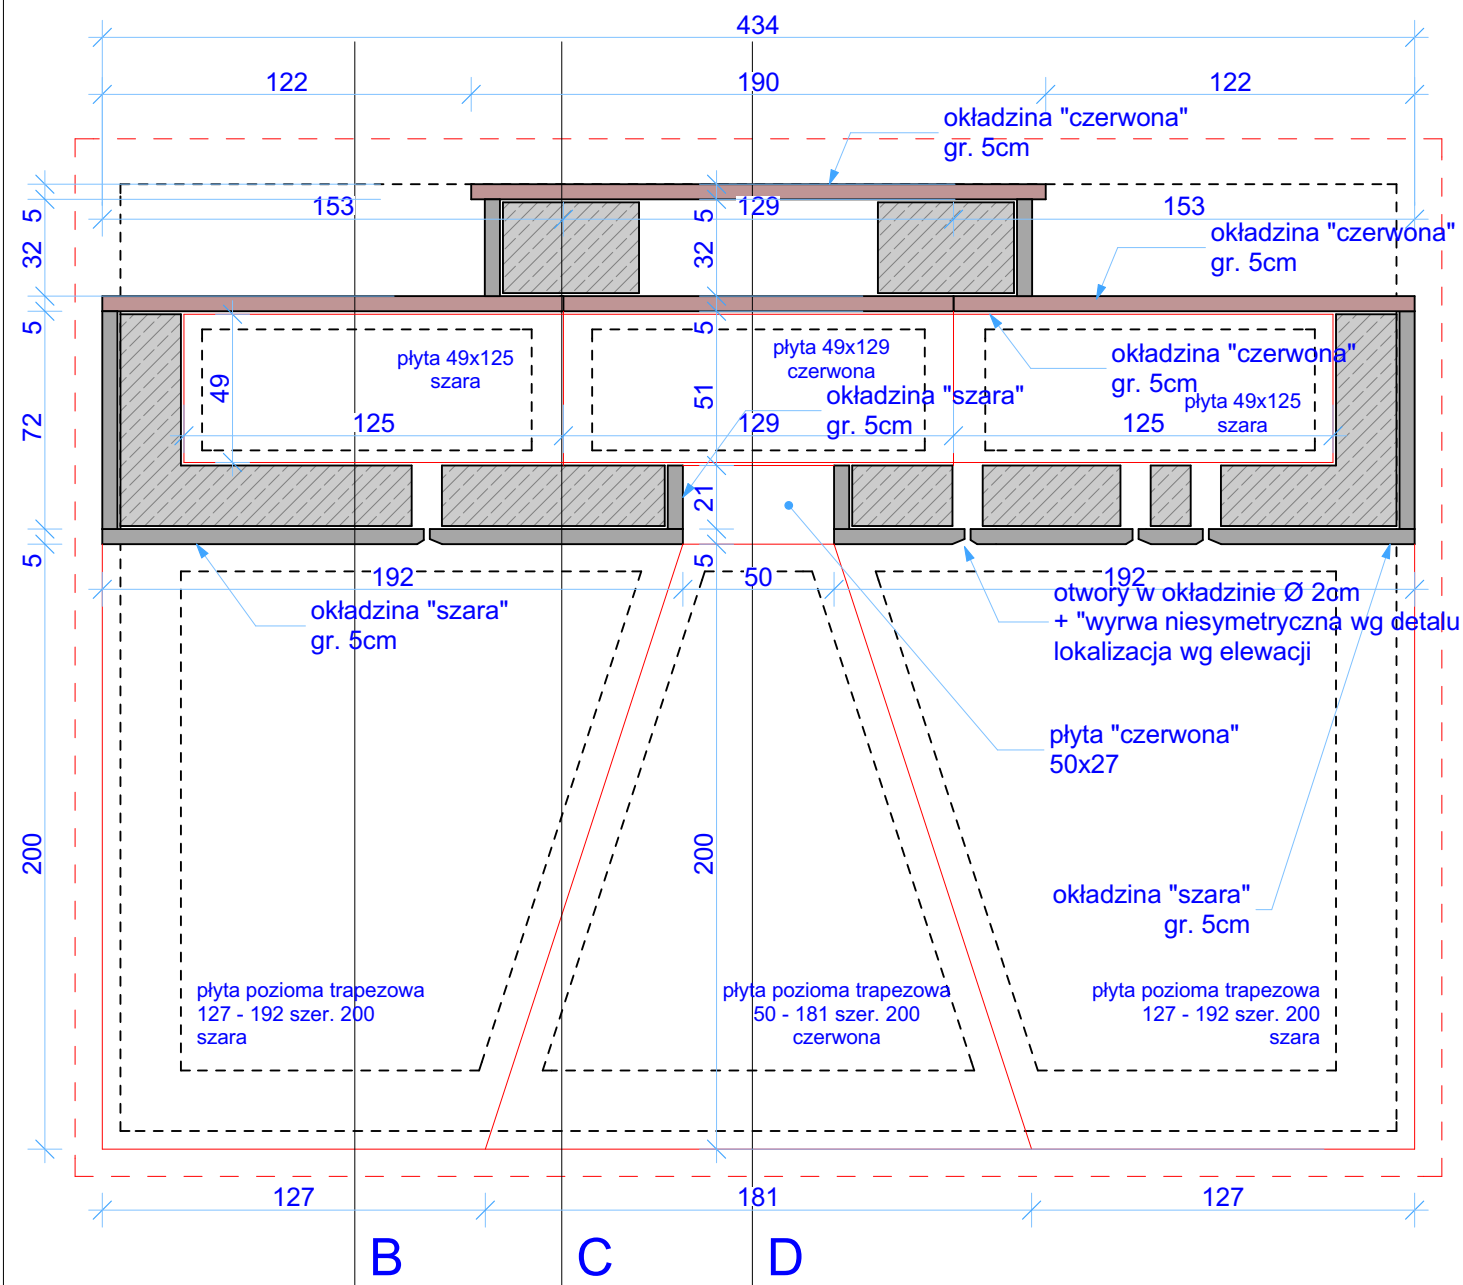 434
122
190
122
okładzina "czerwona"
gr. 5cm
153
129
153
5
32
5
72
5
200
5
32
5
51
21
5
200
okładzina "czerwona"
gr. 5cm
płyta 49x125
szara
płyta 49x129
czerwona
okładzina "czerwona"
gr. 5cm
49
okładzina "szara"
gr. 5cm
płyta 49x125
szara
125
129
125
192
50
192
okładzina "szara"
gr. 5cm
otwory w okładzinie Ø 2cm
+ "wyrwa niesymetryczna wg detalu
lokalizacja wg elewacji
płyta "czerwona"
50x27
okładzina "szara"
gr. 5cm
płyta pozioma trapezowa
127 - 192 szer. 200
szara
płyta pozioma trapezowa
50 - 181 szer. 200
czerwona
płyta pozioma trapezowa
127 - 192 szer. 200
szara
127
181
127
B
C
D